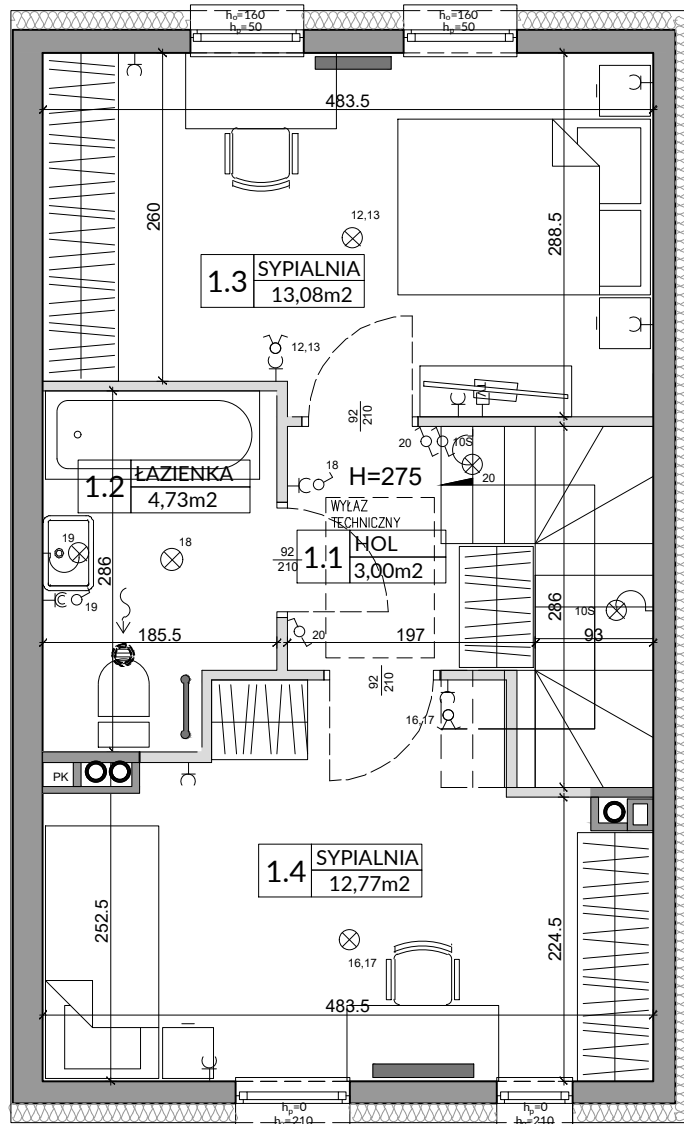 hₒ=160
hₚ=50
hₒ=160
hₚ=50
483.5
260
288.5
12,13
1.3
SYPIALNIA
13,08m2
12,13
92
210
20
10S
20
18
H=275
1.2
ŁAZIENKA
4,73m2
WYŁAZ
TECHNICZNY
1.1
HOL
3,00m2
92
210
19
18
286
19
286
10S
185.5
20
197
93
92
210
16,17
PK
1.4
SYPIALNIA
12,77m2
252.5
224.5
16,17
483.5
hₚ=0
hₒ=210
hₚ=0
hₒ=210